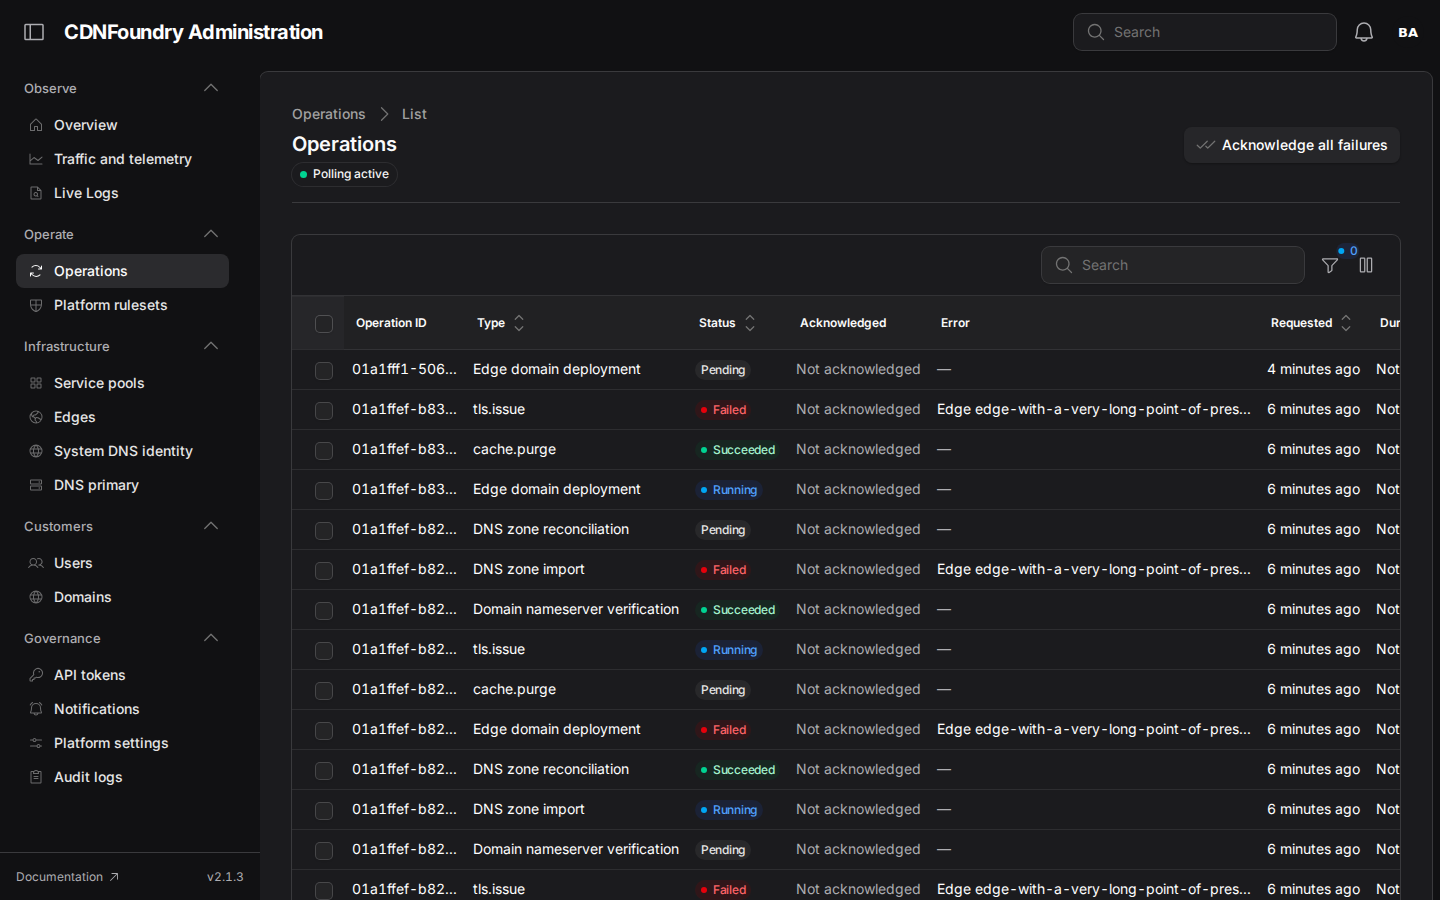 CDNFoundry Administration
Search
BA
Observe
Overview
Traffic and telemetry
Live Logs
Operate
Operations
Platform rulesets
Infrastructure
Service pools
Edges
System DNS identity
DNS primary
Customers
Users
Domains
Governance
API tokens
Notifications
Platform settings
Audit logs
Documentation
v2.1.3
Operations List
Operations
Polling active
Acknowledge all failures
Search
0
Operation ID Type Status Acknowledged Error Requested Dur
01a1fff1-506... Edge domain deployment Pending Not acknowledged — 4 minutes ago Not
01a1ffef-b83... tls.issue Failed Not acknowledged Edge edge-with-a-very-long-point-of-pres... 6 minutes ago Not
01a1ffef-b83... cache.purge Succeeded Not acknowledged — 6 minutes ago Not
01a1ffef-b83... Edge domain deployment Running Not acknowledged — 6 minutes ago Not
01a1ffef-b82... DNS zone reconciliation Pending Not acknowledged — 6 minutes ago Not
01a1ffef-b82... DNS zone import Failed Not acknowledged Edge edge-with-a-very-long-point-of-pres... 6 minutes ago Not
01a1ffef-b82... Domain nameserver verification Succeeded Not acknowledged — 6 minutes ago Not
01a1ffef-b82... tls.issue Running Not acknowledged — 6 minutes ago Not
01a1ffef-b82... cache.purge Pending Not acknowledged — 6 minutes ago Not
01a1ffef-b82... Edge domain deployment Failed Not acknowledged Edge edge-with-a-very-long-point-of-pres... 6 minutes ago Not
01a1ffef-b82... DNS zone reconciliation Succeeded Not acknowledged — 6 minutes ago Not
01a1ffef-b82... DNS zone import Running Not acknowledged — 6 minutes ago Not
01a1ffef-b82... Domain nameserver verification Pending Not acknowledged — 6 minutes ago Not
01a1ffef-b82... tls.issue Failed Not acknowledged Edge edge-with-a-very-long-point-of-pres... 6 minutes ago Not